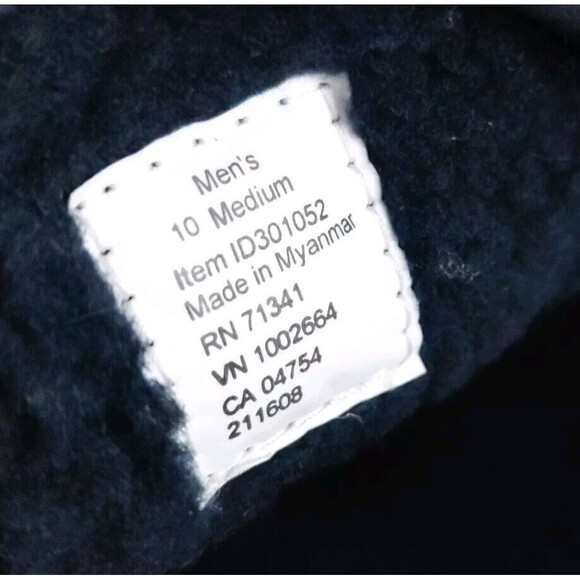 Men's
10 Medium
Item ID301052
Made in Myanmar
RN 71341
VN 1002664
CA 04754
211608